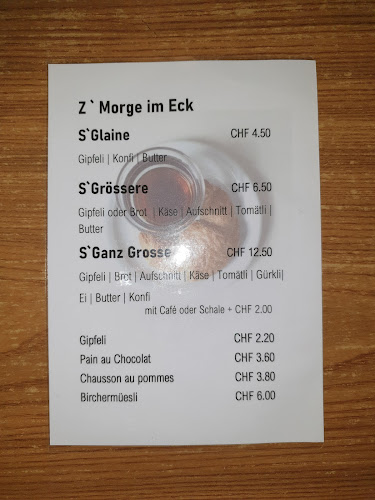 Z`Morge im Eck
S`Glaine CHF 4.50
Gipfeli | Konfi | Butter
S`Grössere CHF 6.50
Gipfeli oder Brot | Käse | Aufschnitt | Tomätli |
Butter
S`Ganz Grosse CHF 12.50
Gipfeli | Brot | Aufschnitt | Käse | Tomätli | Gürkli|
Ei | Butter | Konfi
mit Café oder Schale + CHF 2.00
Gipfeli CHF 2.20
Pain au Chocolat CHF 3.60
Chausson au pommes CHF 3.80
Birchermüesli CHF 6.00